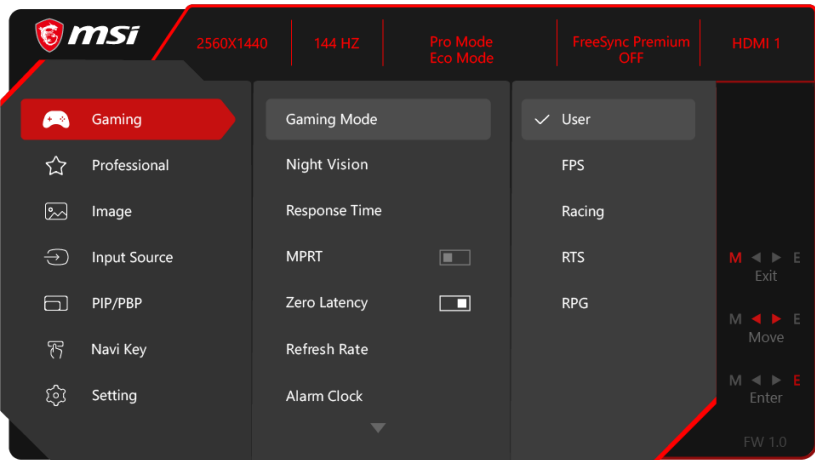 msi
2560X1440
144 HZ
Pro Mode
Eco Mode
FreeSync Premium
OFF
HDMI 1
Gaming
Professional
Image
Input Source
PIP/PBP
Navi Key
Setting
Gaming Mode
Night Vision
Response Time
MPRT
Zero Latency
Refresh Rate
Alarm Clock
User
FPS
Racing
RTS
RPG
M ◀ ▶ E
Exit
M ◀ ▶ E
Move
M ◀ ▶ E
Enter
FW 1.0